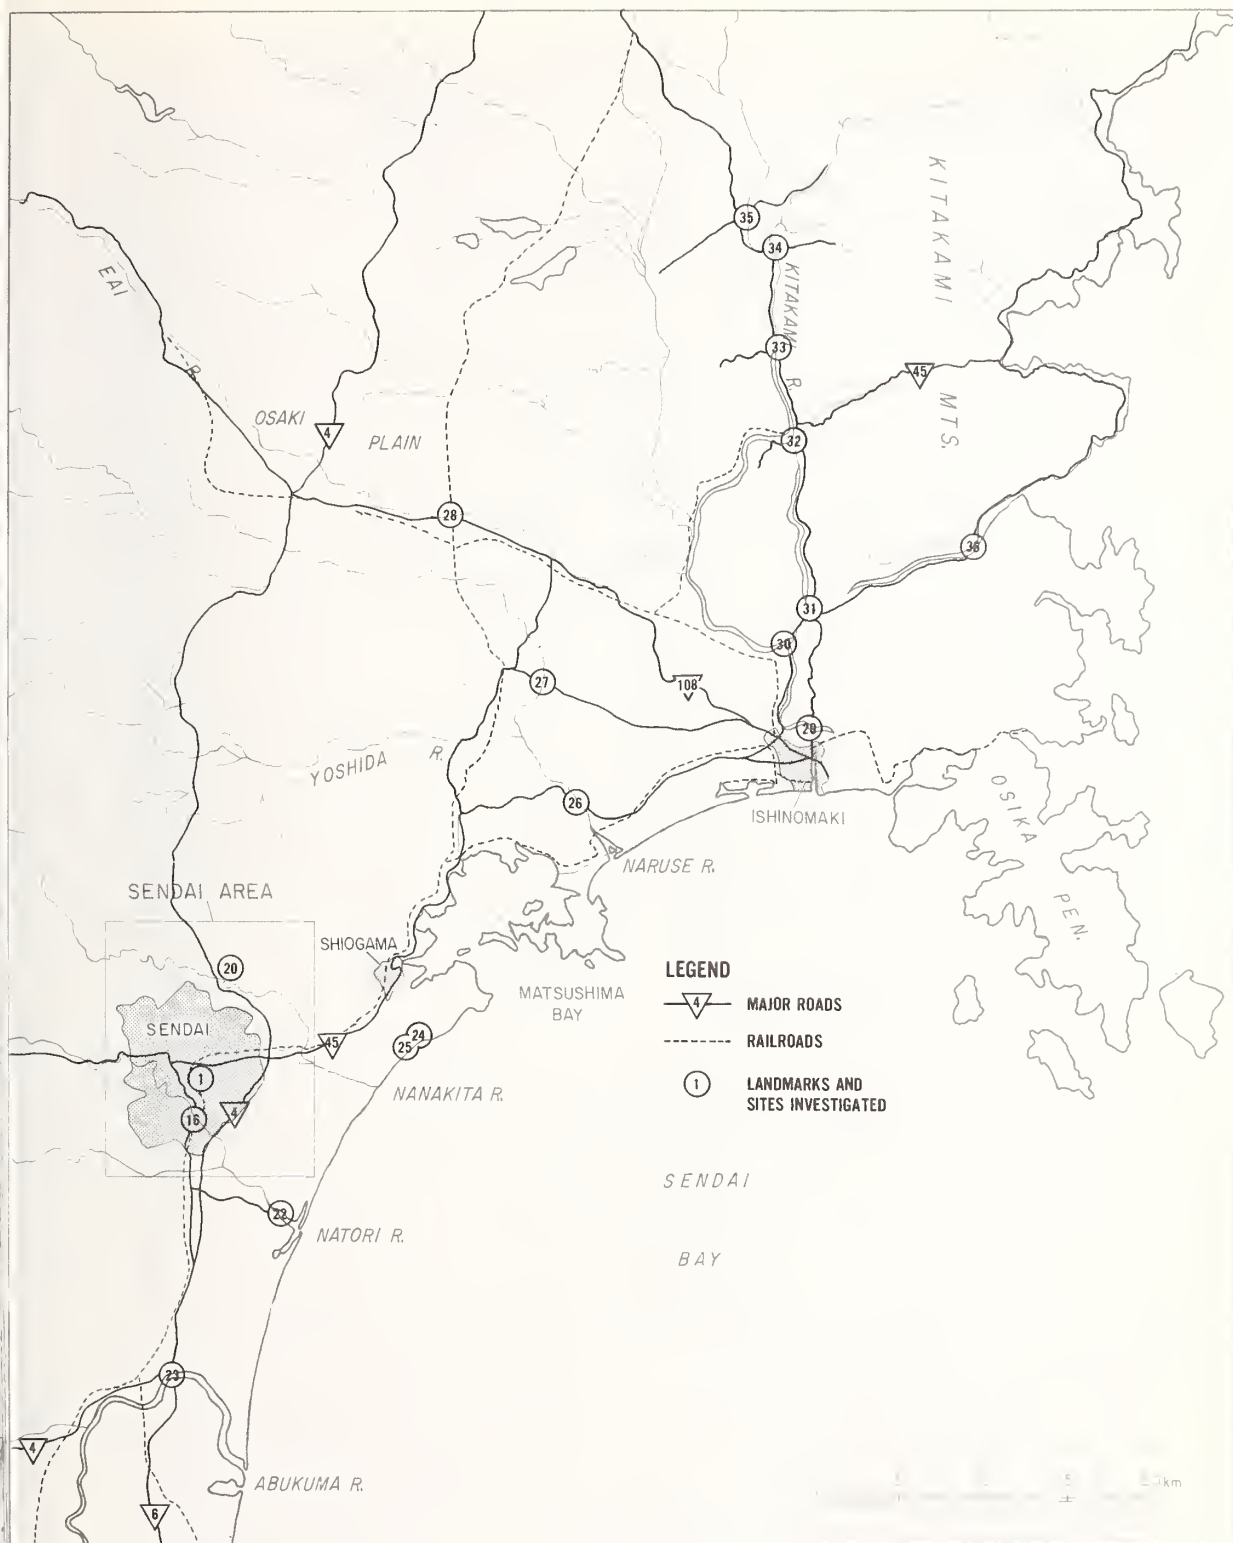 35
34
KITAKAMI
KITAKAMI
R.
EAI
R.
33
45
MTS.
OSAKI
4
PLAIN
32
28
36
31
30
27
108
29
YOSHIDA
R.
26
ISHINOMAKI
OSIKA
PEN.
NARUSE R.
SENDAI AREA
SHIOGAMA
20
MATSUSHIMA
BAY
SENDAI
45
24
25
1
NANAKITA R.
16
4
LEGEND
4 MAJOR ROADS
RAILROADS
1 LANDMARKS AND
SITES INVESTIGATED
SENDAI
BAY
22
NATORI R.
23
4
ABUKUMA R.
6
km